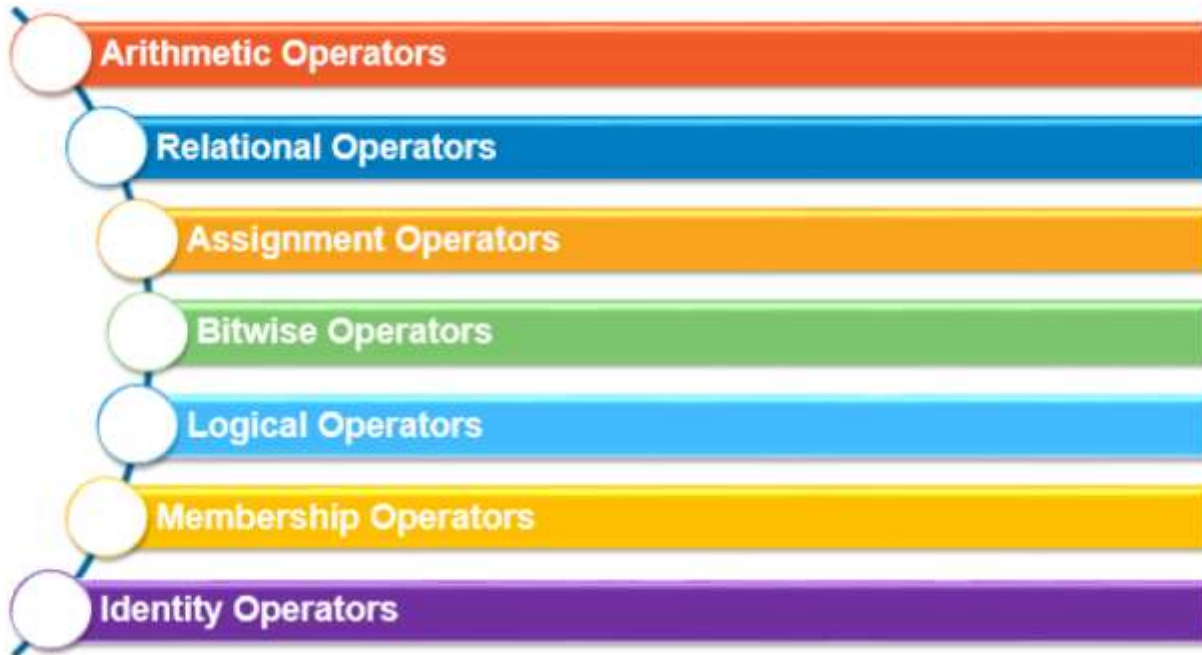 Arithmetic Operators
Relational Operators
Assignment Operators
Bitwise Operators
Logical Operators
Membership Operators
Identity Operators